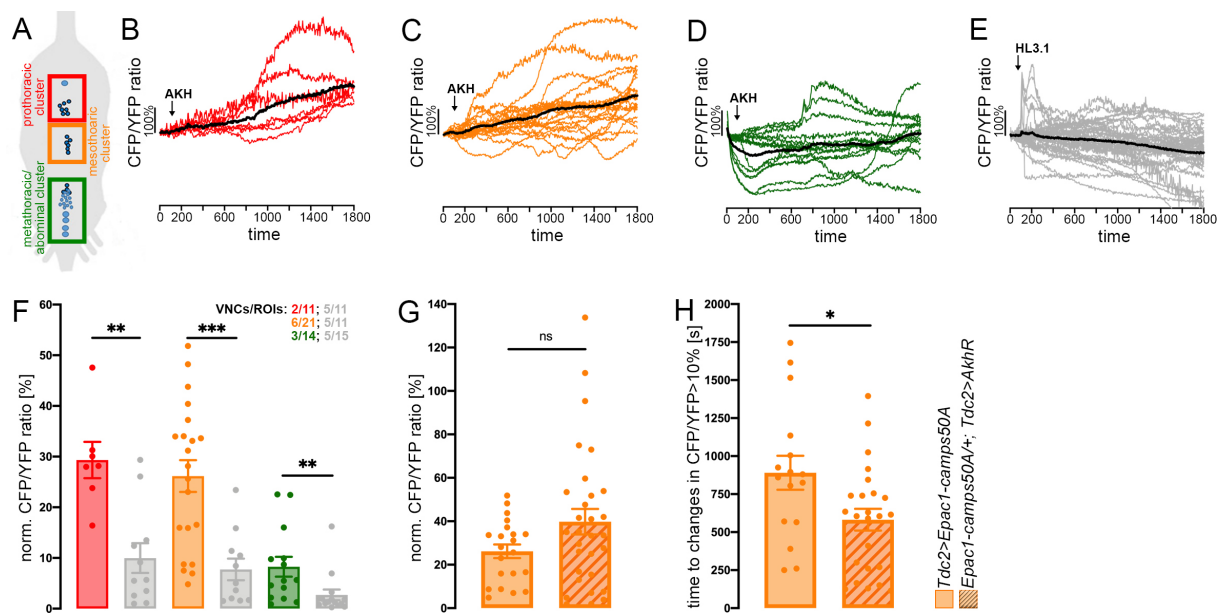 A
prothoracic
cluster
mesothoaric
cluster
metathoracic/
abominal cluster
B
CFP/YFP ratio
100%
AKH
0 200 600 1000 1400 1800
time
C
CFP/YFP ratio
100%
AKH
0 200 600 1000 1400 1800
time
D
CFP/YFP ratio
100%
AKH
0 200 600 1000 1400 1800
time
E
CFP/YFP ratio
100%
HL3.1
0 200 600 1000 1400 1800
time
F
norm. CFP/YFP ratio [%]
60
50
40
30
20
10
0
VNCs/ROIs: 2/11; 5/11
6/21; 5/11
3/14; 5/15
**
***
**
G
norm. CFP/YFP ratio [%]
140
120
100
80
60
40
20
0
ns
H
time to changes in CFP/YFP>10% [s]
2000
1750
1500
1250
1000
750
500
250
0
*
Tdc2>Epac1-camps50A
Epac1-camps50A/+; Tdc2>AkhR